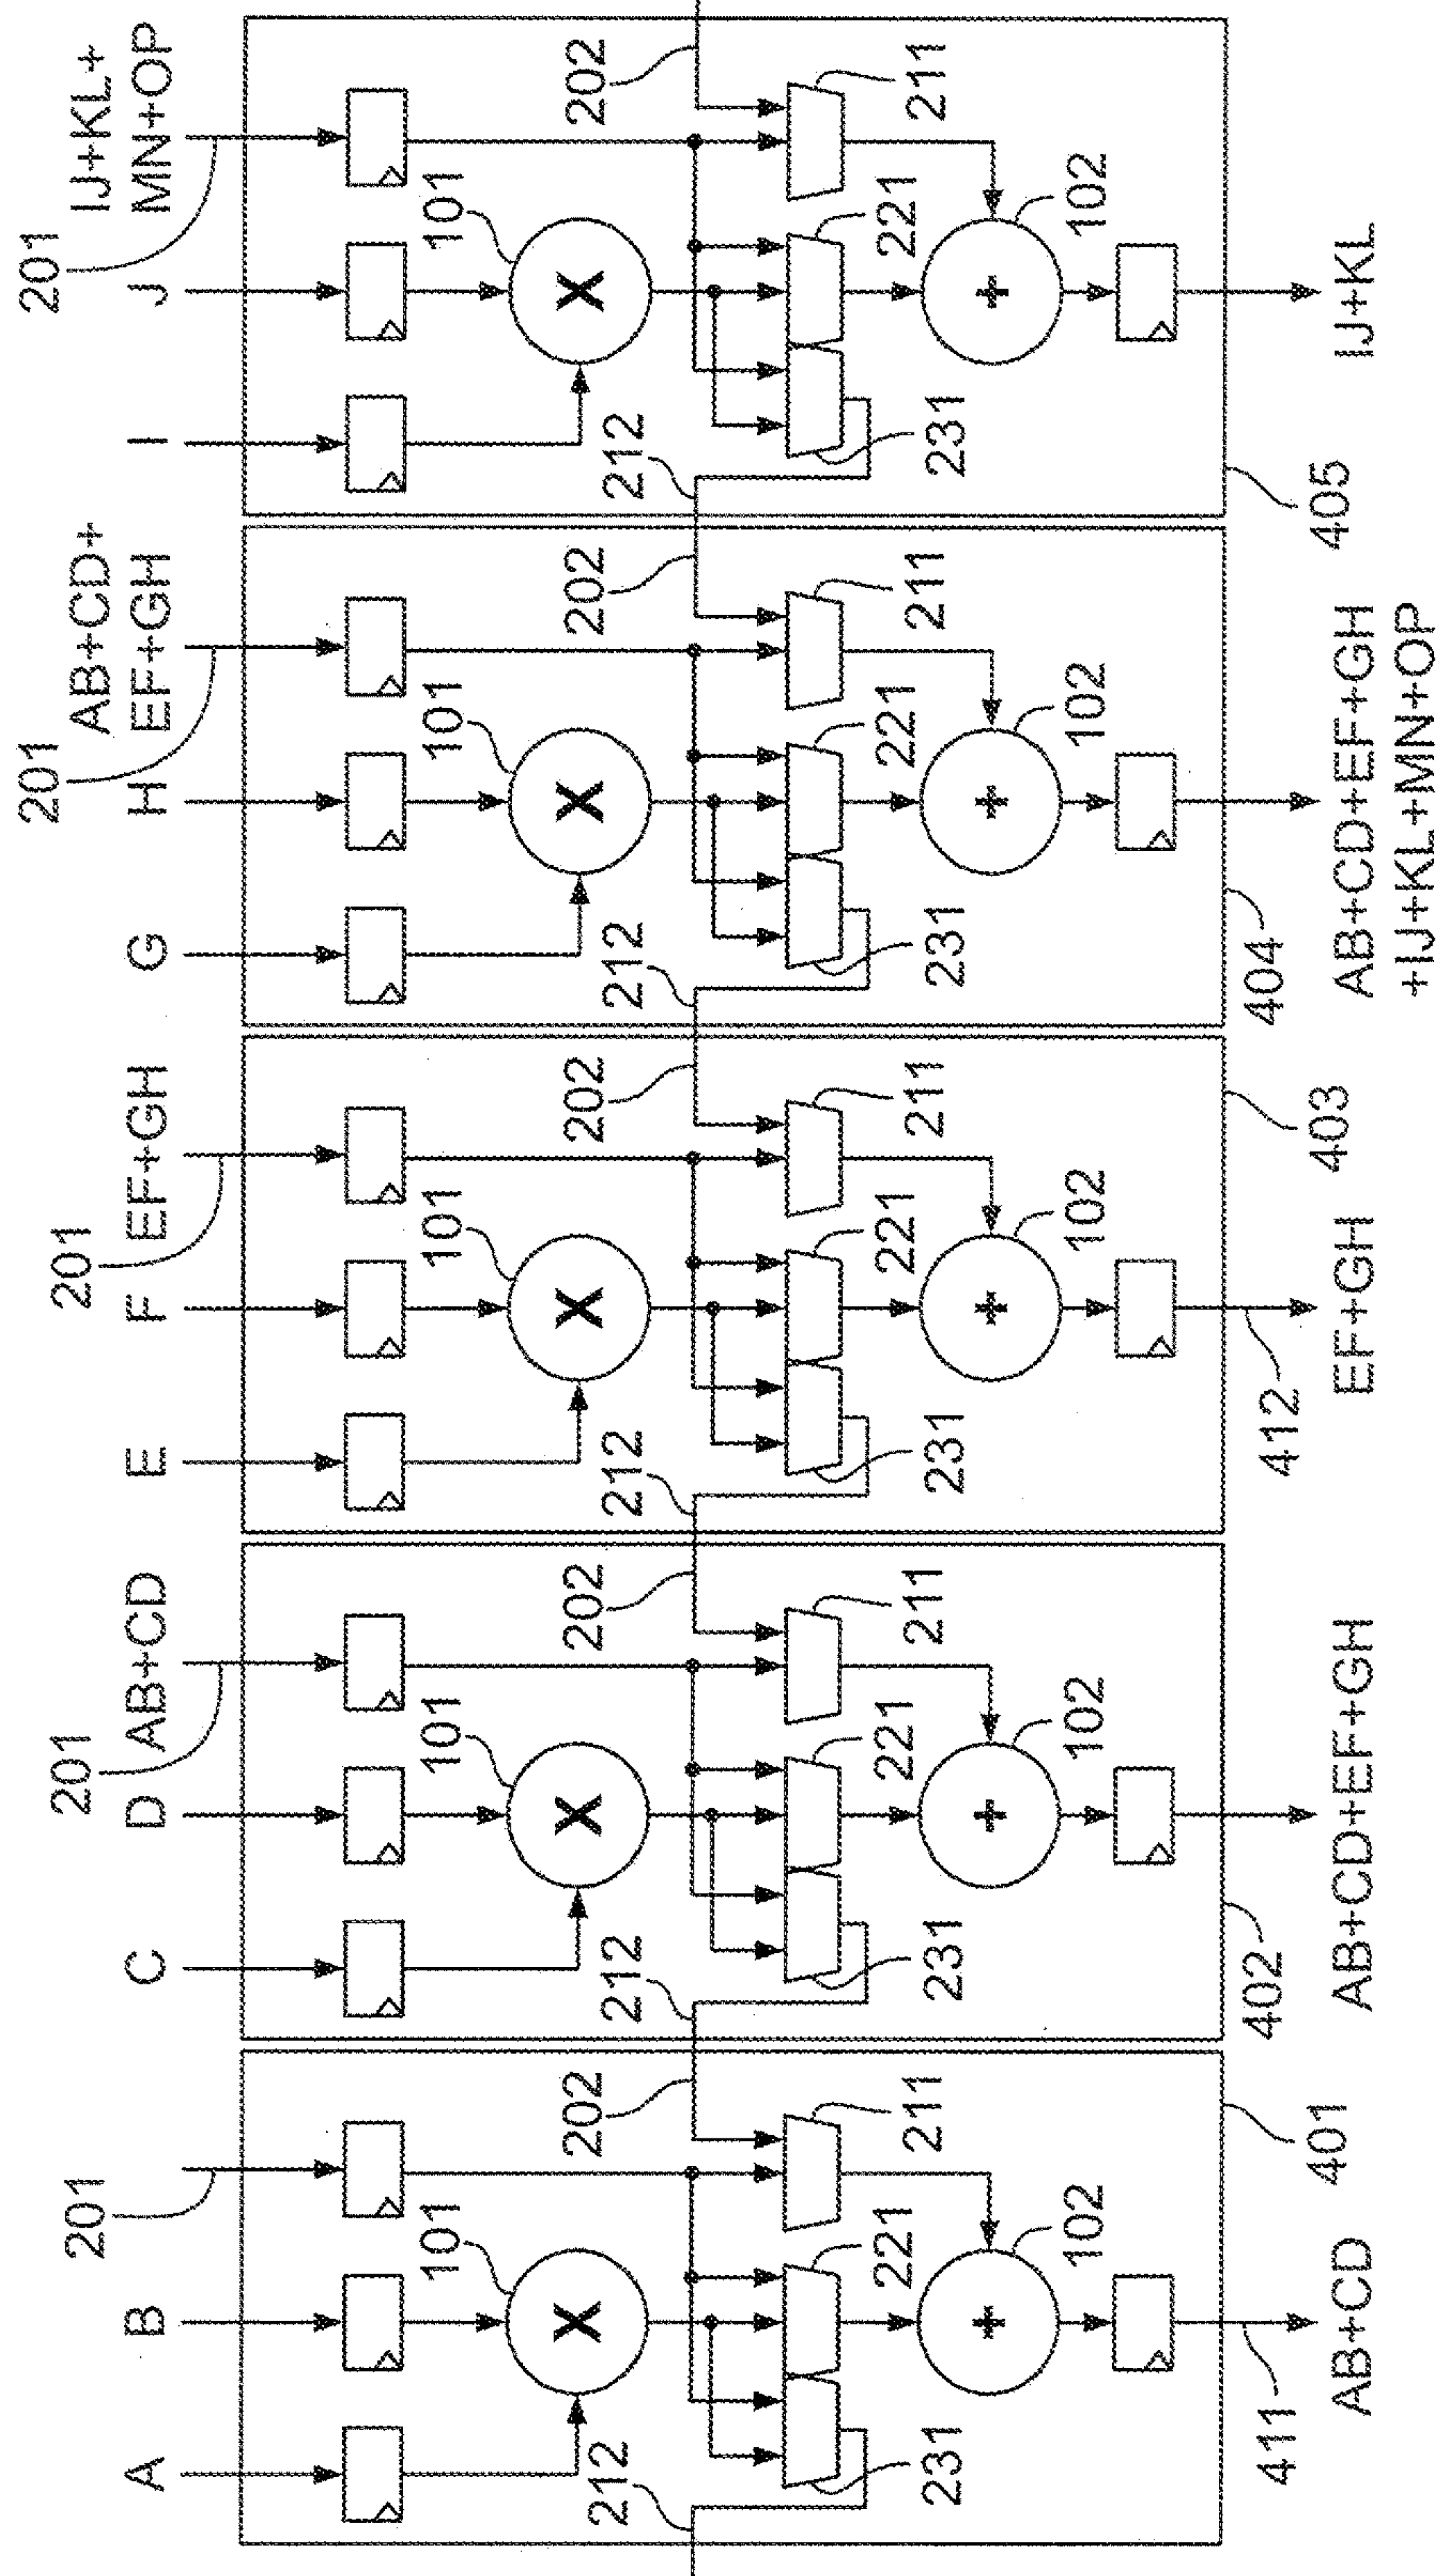 201
A
B
101
X
202
212
221
211
231
+
102
411
401
AB+CD
201
C
D
AB+CD
101
X
202
212
221
211
231
+
102
402
AB+CD+EF+GH
201
E
F
EF+GH
101
X
202
212
221
211
231
+
102
412
403
EF+GH
201
G
H
AB+CD+
EF+GH
101
X
202
212
221
211
231
+
102
404
AB+CD+EF+GH
+IJ+KL+MN+OP
201
I
J
IJ+KL+
MN+OP
101
X
202
212
221
211
231
+
102
405
IJ+KL